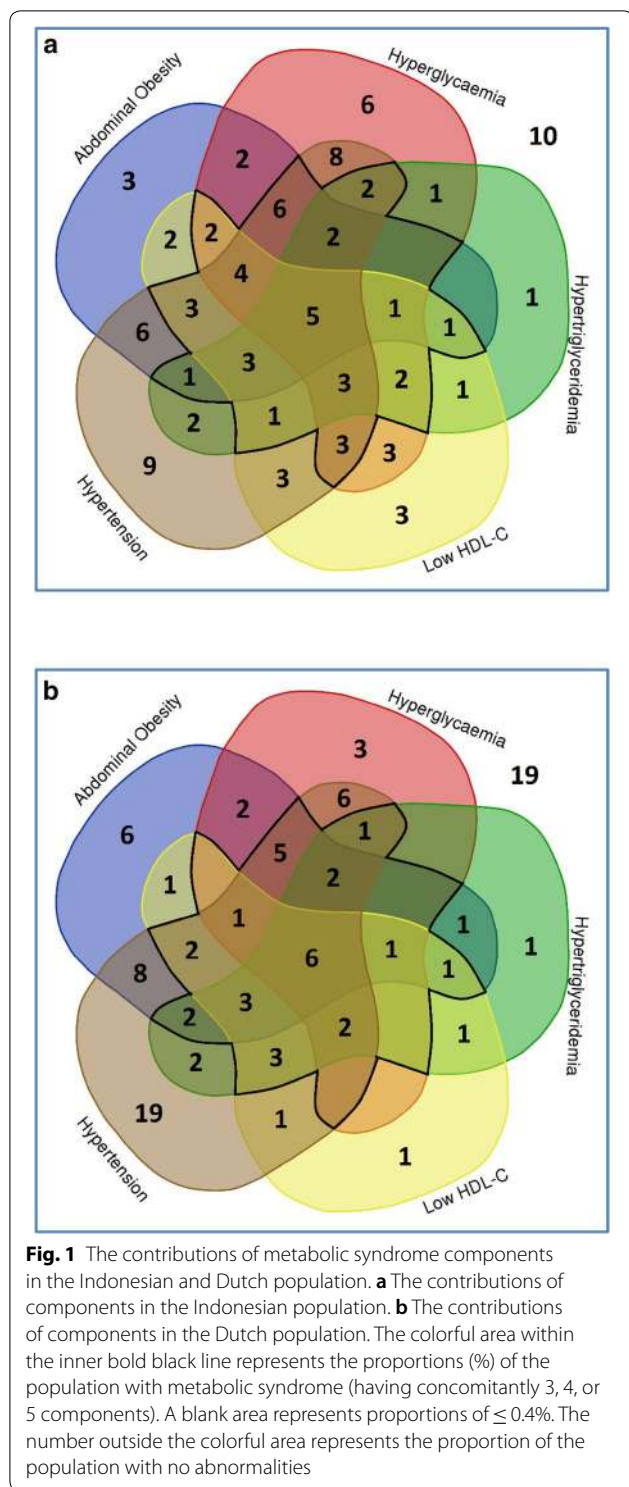 a
Abdominal Obesity
Hyperglycaemia
6
10
3
2
8
2
1
6
2
2
2
4
1
3
5
1
1
6
3
3
2
1
1
1
2
3
3
9
3
3
Hypertriglyceridemia
Hypertension
Low HDL-C
b
Abdominal Obesity
Hyperglycaemia
3
19
6
2
6
1
5
2
1
1
1
1
2
6
1
1
8
3
2
2
1
2
3
19
1
1
Hypertriglyceridemia
Hypertension
Low HDL-C
Fig. 1 The contributions of metabolic syndrome components
in the Indonesian and Dutch population. a The contributions of
components in the Indonesian population. b The contributions
of components in the Dutch population. The colorful area within
the inner bold black line represents the proportions (%) of the
population with metabolic syndrome (having concomitantly 3, 4, or
5 components). A blank area represents proportions of ≤ 0.4%. The
number outside the colorful area represents the proportion of the
population with no abnormalities